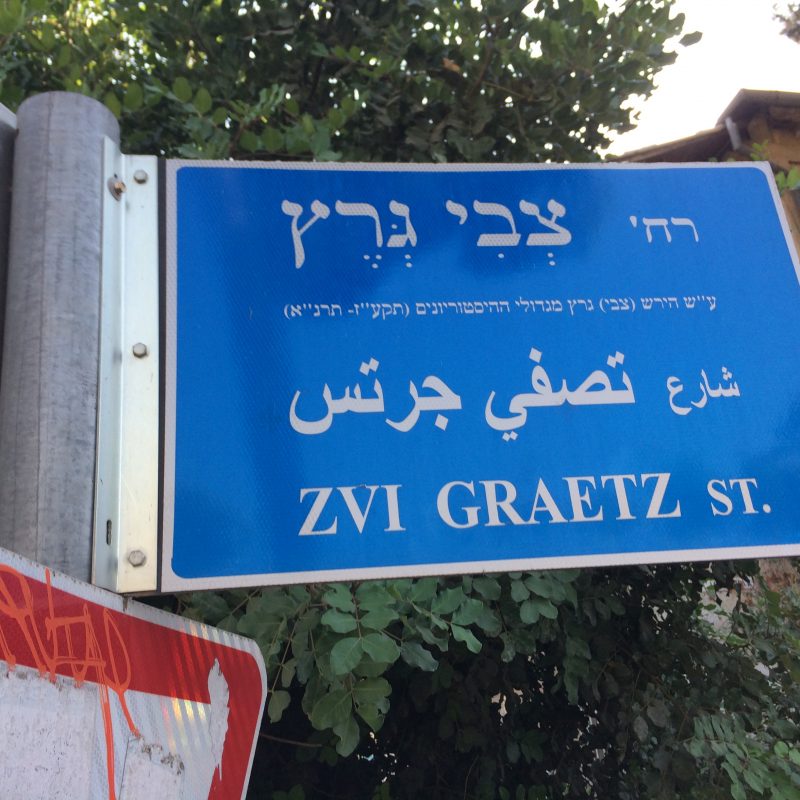 רח' צְבִי גְּרֶץ
ע"ש הירש (צבי) גרץ מגדולי ההיסטוריונים (תקע"ז- תרנ"א)
شارع تصفي جرتس
ZVI GRAETZ ST.